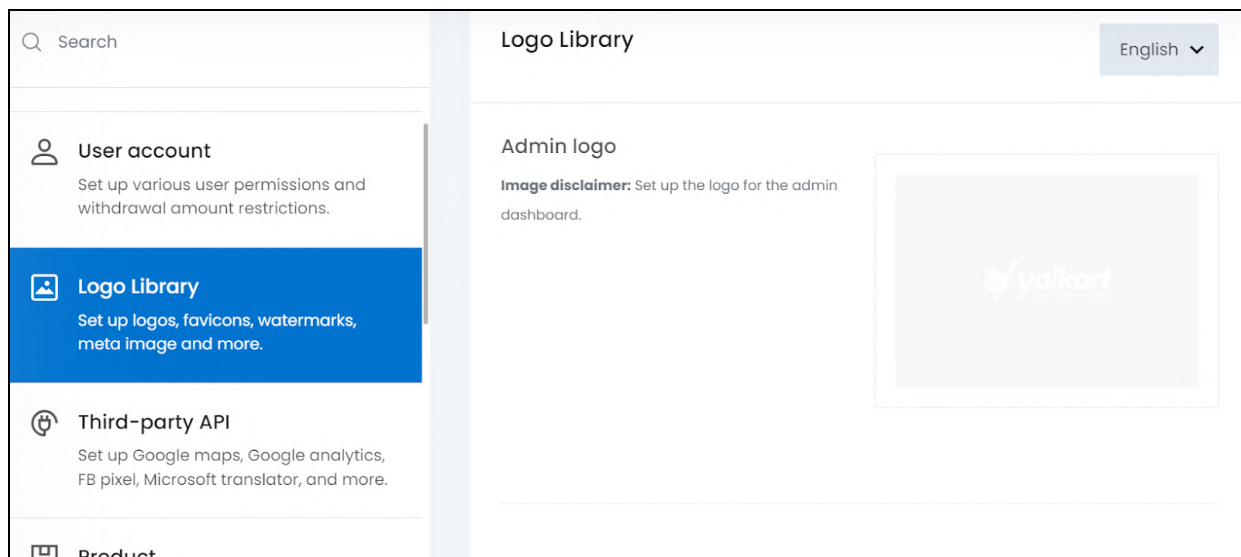 Search
User account
Set up various user permissions and
withdrawal amount restrictions.
Logo Library
Set up logos, favicons, watermarks,
meta image and more.
Third-party API
Set up Google maps, Google analytics,
FB pixel, Microsoft translator, and more.
Product
Logo Library
English
Admin logo
Image disclaimer: Set up the logo for the admin
dashboard.
yolkart